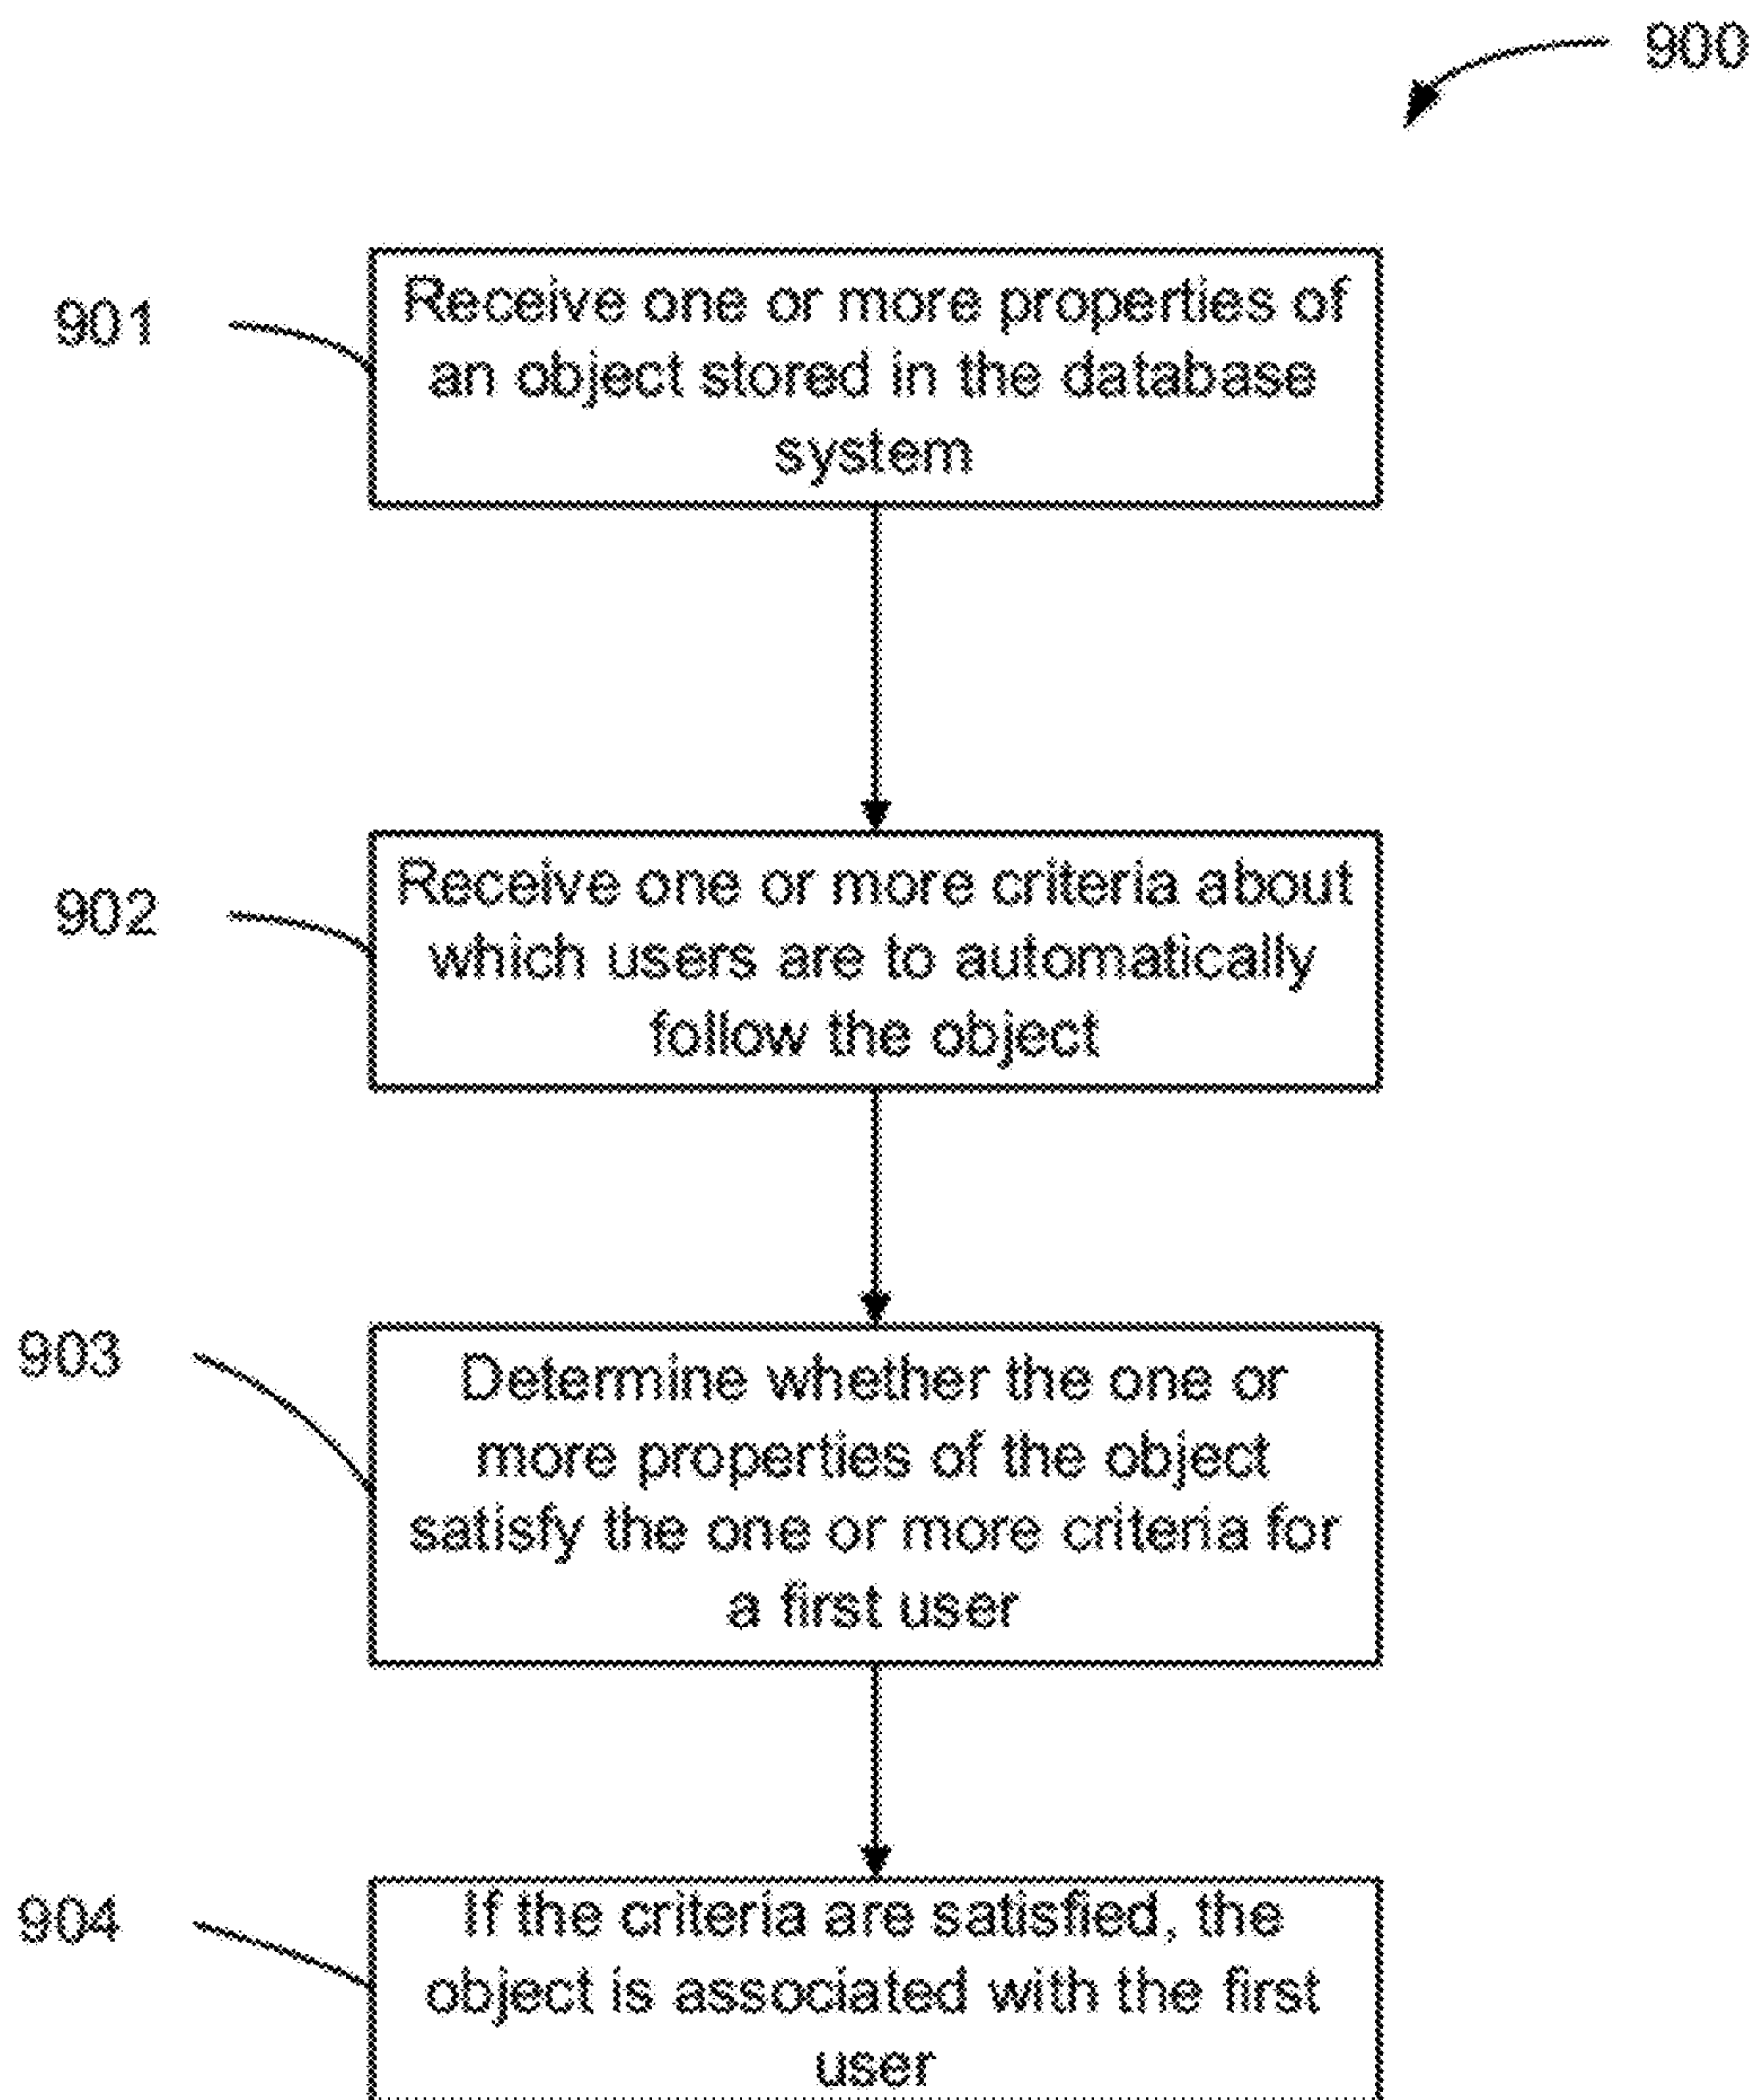 900
901
Receive one or more properties of
an object stored in the database
system
902
Receive one or more criteria about
which users are to automatically
follow the object
903
Determine whether the one or
more properties of the object
satisfy the one or more criteria for
a first user
904
If the criteria are satisfied, the
object is associated with the first
user